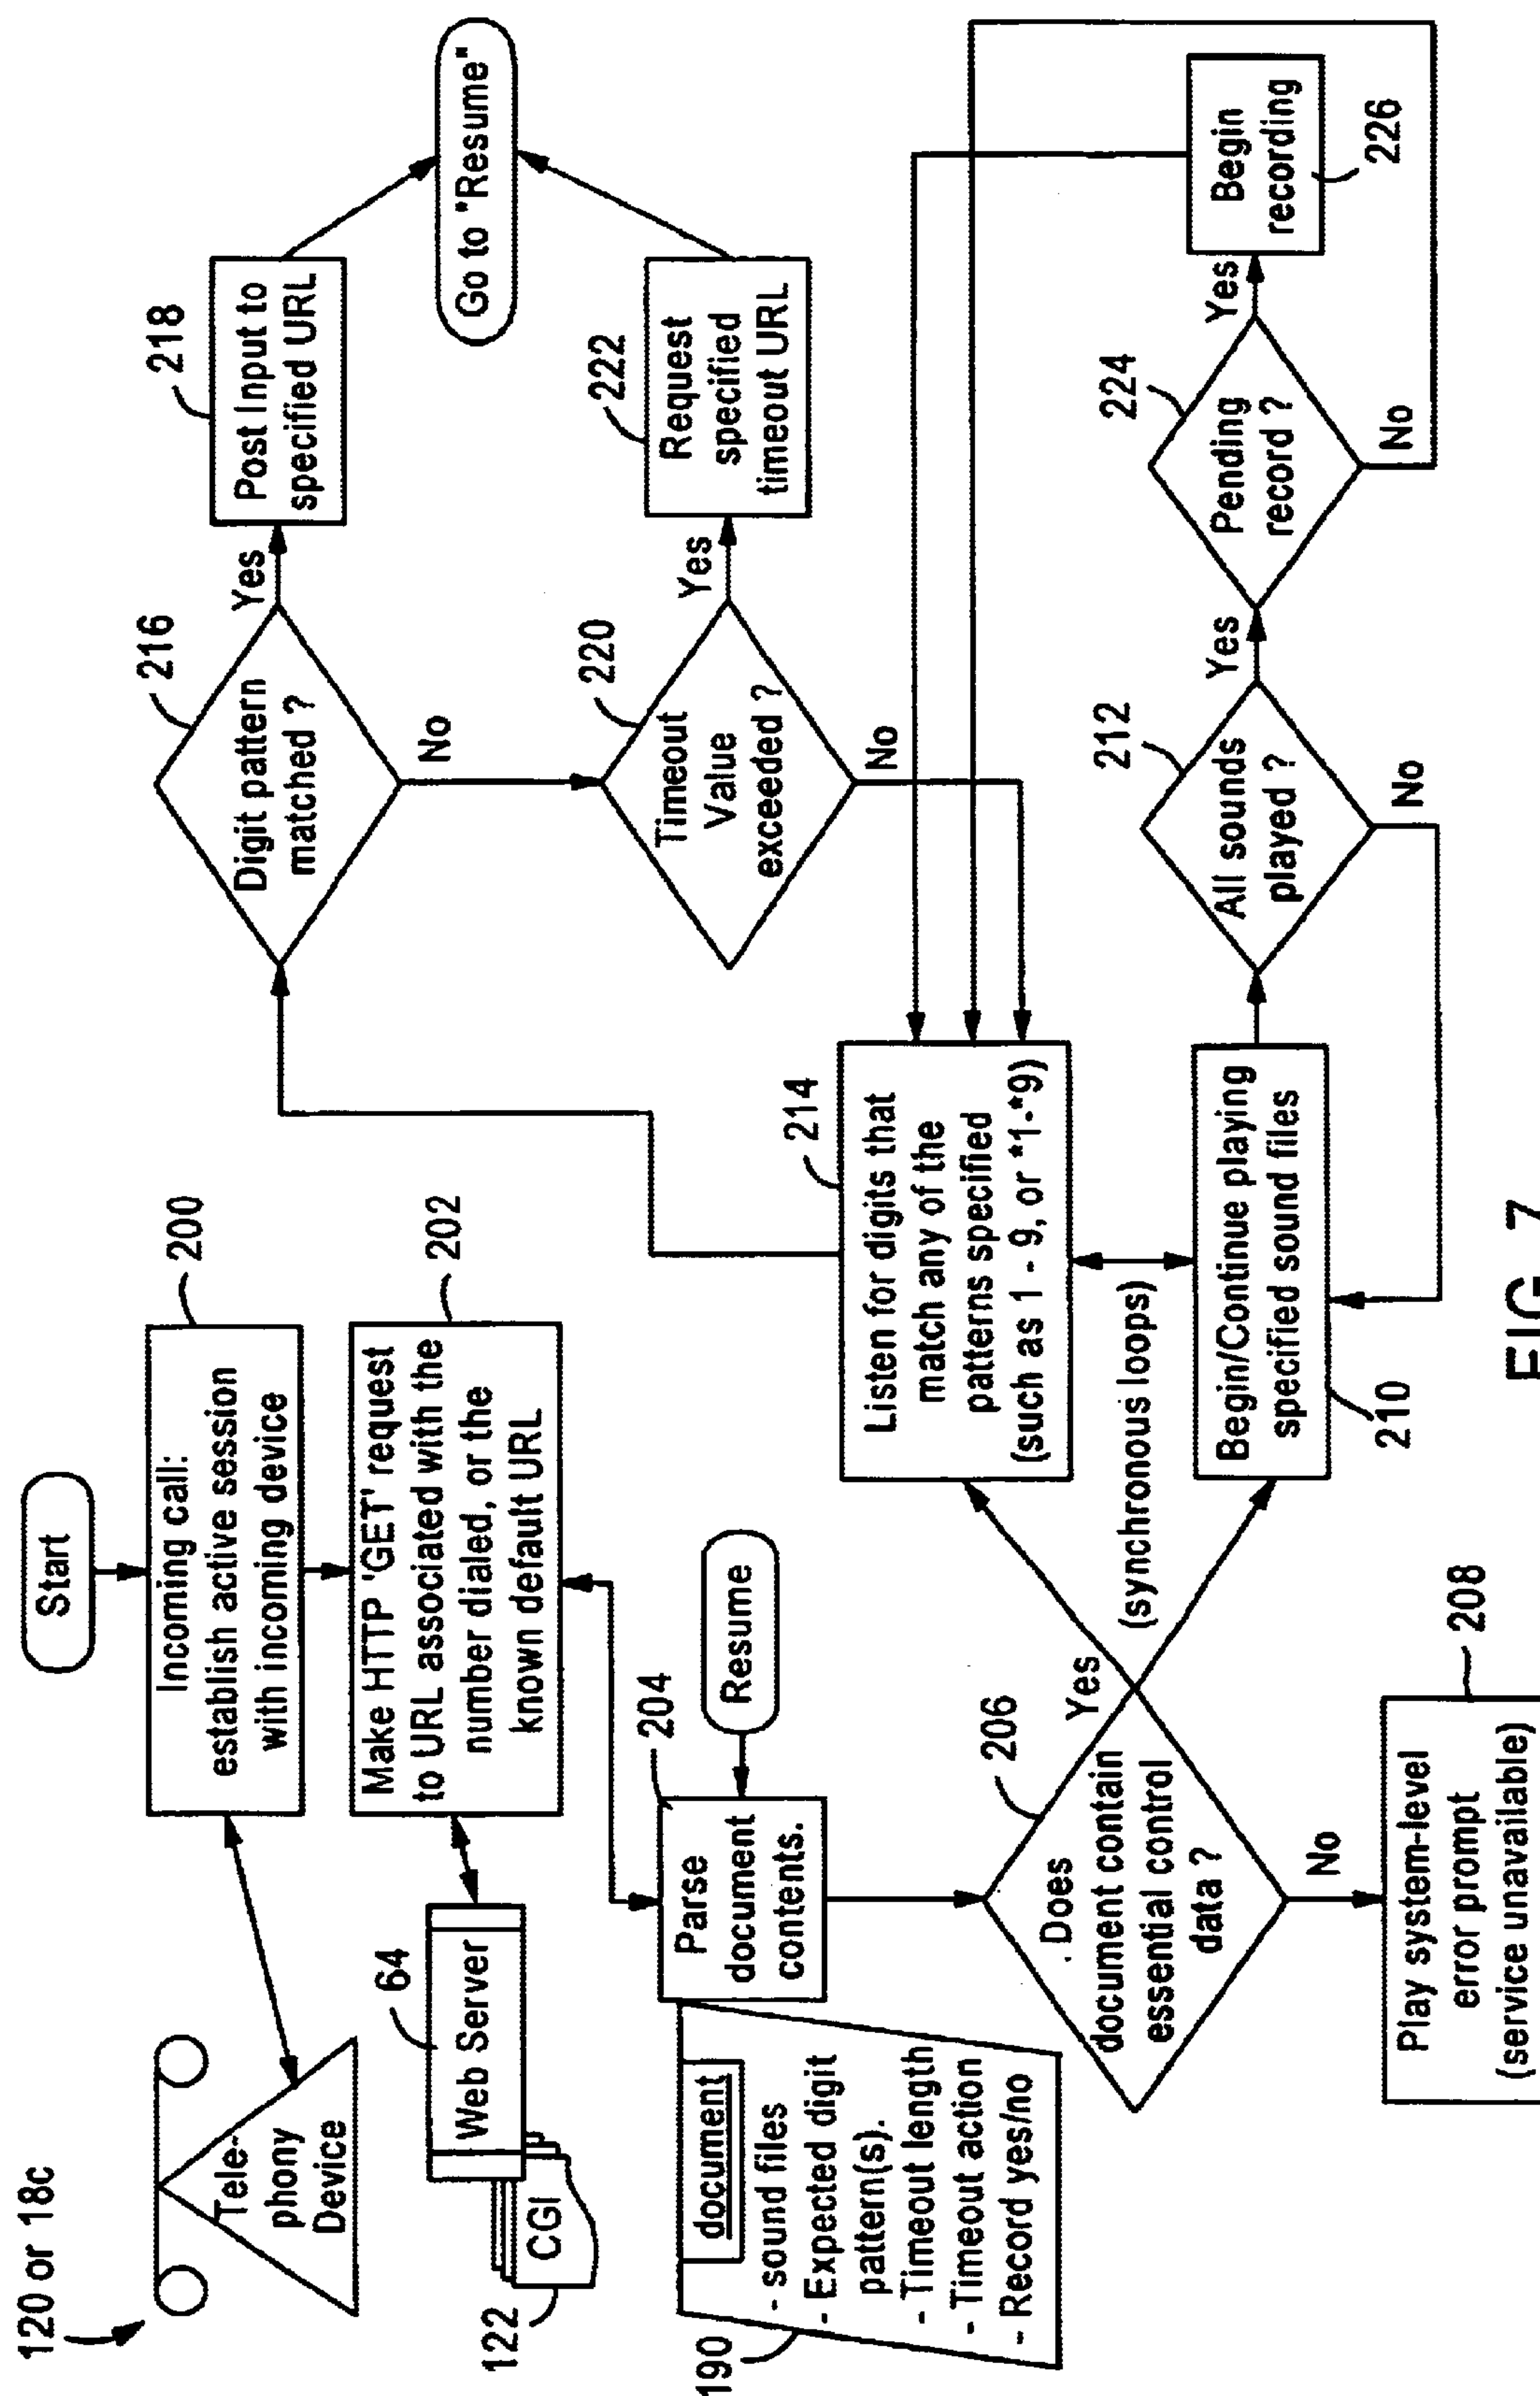 120 or 18c
Tele-
phony
Device
Start
200
Incoming call:
establish active session
with incoming device
202
Make HTTP 'GET' request
to URL associated with the
number dialed, or the
known default URL
64
Web Server
CGI
122
204
Parse
document
contents.
Resume
document
- sound files
- Expected digit
pattern(s).
- Timeout length
- Timeout action
- Record yes/no
190
206
Does
document contain
essential control
data ?
Yes
No
208
Play system-level
error prompt
(service unavailable)
(synchronous loops)
214
Listen for digits that
match any of the
patterns specified
(such as 1 - 9, or *1-*9)
Begin/Continue playing
specified sound files
210
216
Digit pattern
matched ?
Yes
No
218
Post Input to
specified URL
220
Timeout
Value
exceeded ?
Yes
No
222
Request
specified
timeout URL
Go to "Resume"
212
All sounds
played ?
Yes
No
224
Pending
record ?
Yes
No
Begin
recording
226
FIG. 7